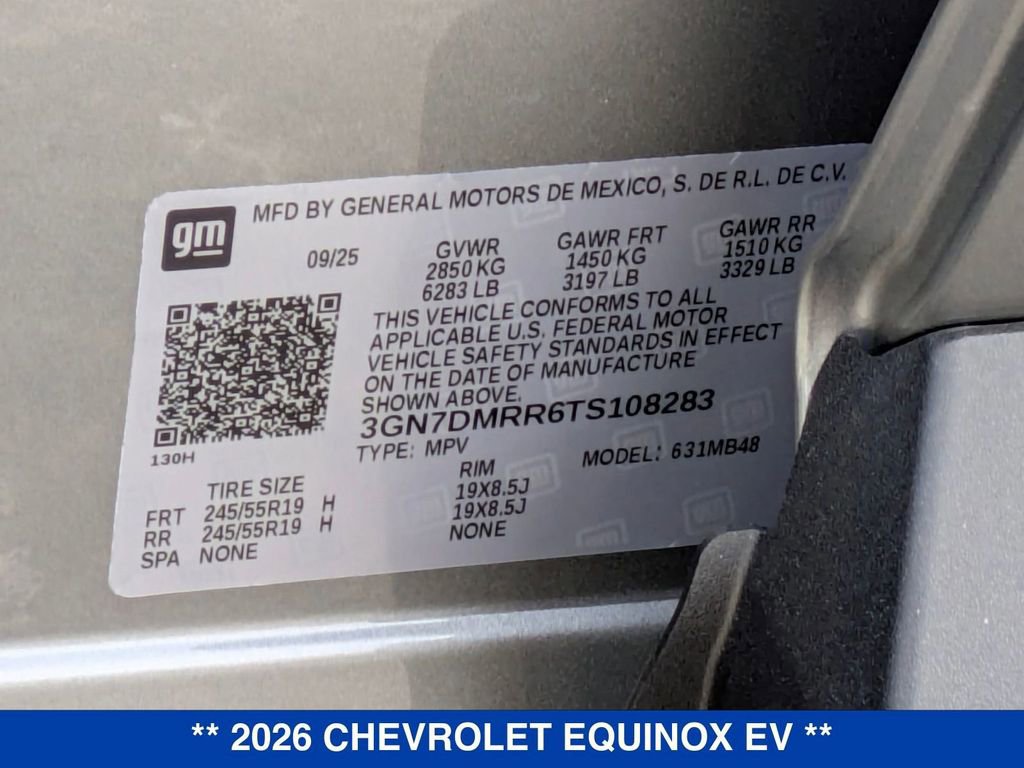 gm
MFD BY GENERAL MOTORS DE MEXICO, S. DE R.L. DE C.V.
09/25
GVWR
2850 KG
6283 LB
GAWR FRT
1450 KG
3197 LB
GAWR RR
1510 KG
3329 LB
THIS VEHICLE CONFORMS TO ALL
APPLICABLE U.S. FEDERAL MOTOR
VEHICLE SAFETY STANDARDS IN EFFECT
ON THE DATE OF MANUFACTURE
SHOWN ABOVE.
3GN7DMRR6TS108283
TYPE: MPV
MODEL: 631MB48
130H
TIRE SIZE
RIM
FRT 245/55R19 H 19X8.5J
RR 245/55R19 H 19X8.5J
SPA NONE NONE
** 2026 CHEVROLET EQUINOX EV **